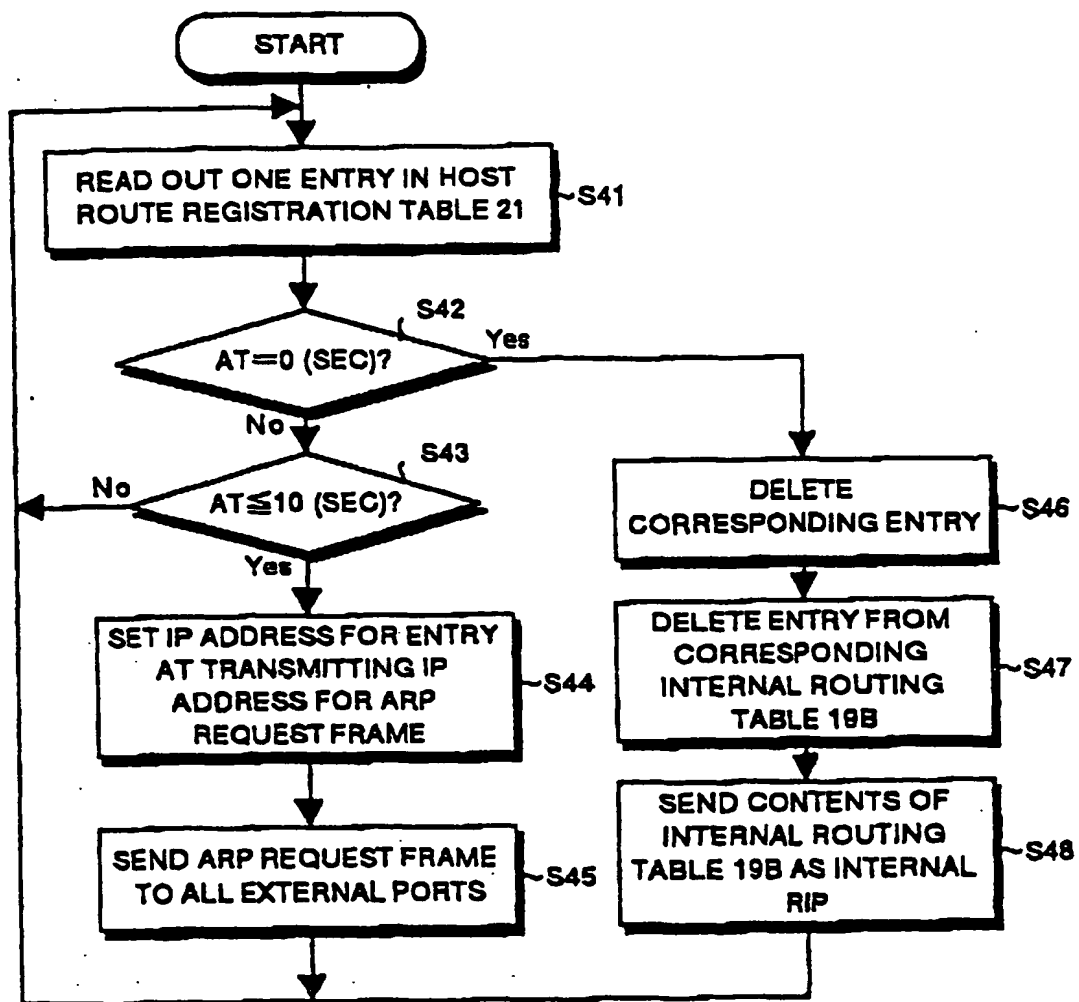 START
READ OUT ONE ENTRY IN HOST
ROUTE REGISTRATION TABLE 21
S41
S42
AT=0 (SEC)?
Yes
No
S43
AT≦10 (SEC)?
No
Yes
SET IP ADDRESS FOR ENTRY
AT TRANSMITTING IP
ADDRESS FOR ARP
REQUEST FRAME
S44
SEND ARP REQUEST FRAME
TO ALL EXTERNAL PORTS
S45
DELETE
CORRESPONDING ENTRY
S46
DELETE ENTRY FROM
CORRESPONDING
INTERNAL ROUTING
TABLE 19B
S47
SEND CONTENTS OF
INTERNAL ROUTING
TABLE 19B AS INTERNAL
RIP
S48